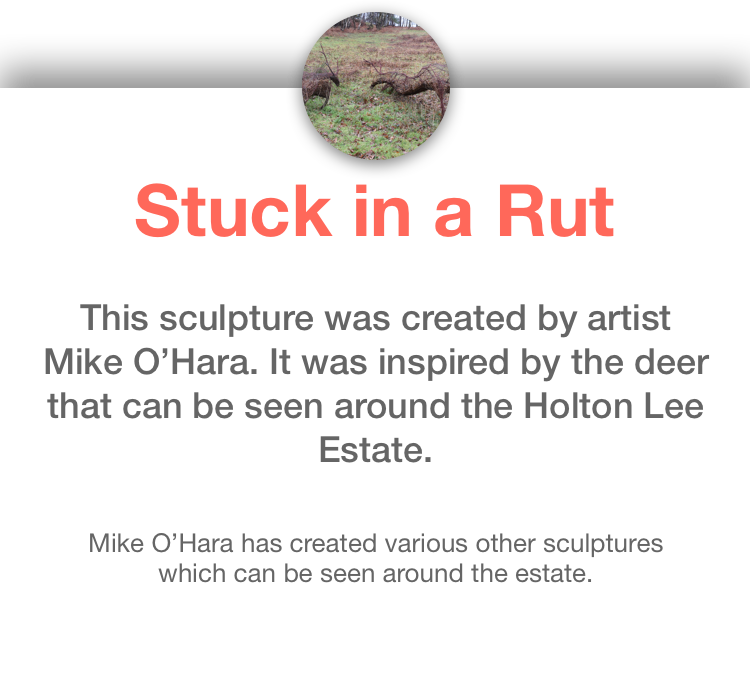 Stuck in a Rut
This sculpture was created by artist
Mike O’Hara. It was inspired by the deer
that can be seen around the Holton Lee
Estate.
Mike O’Hara has created various other sculptures
which can be seen around the estate.